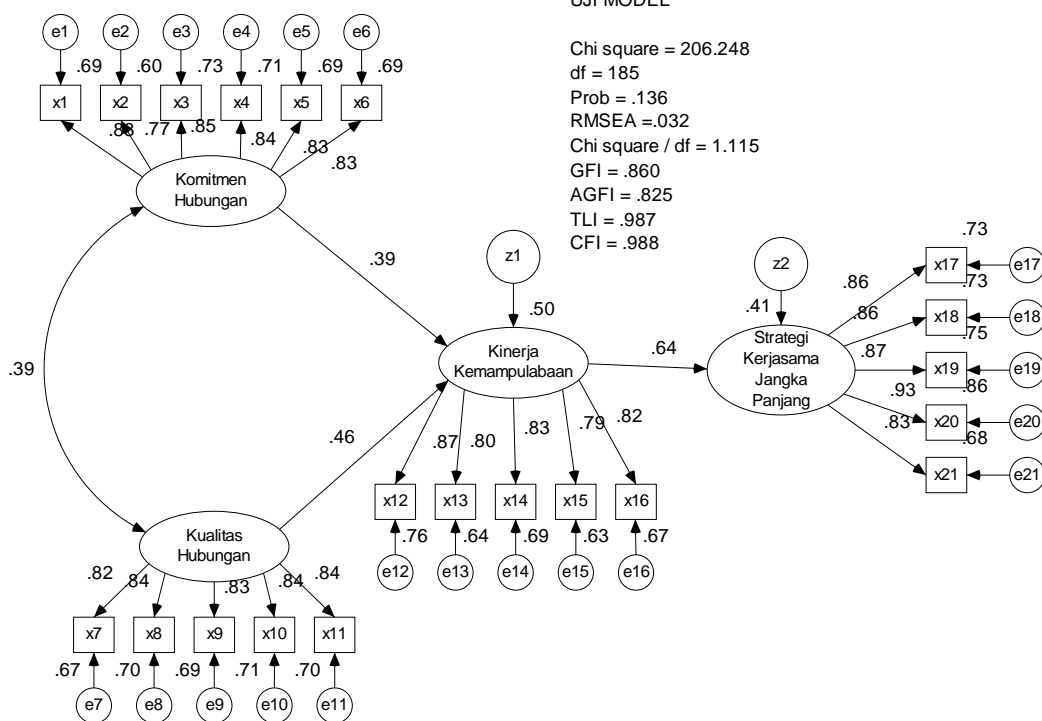 UJI MODEL
Chi square = 206.248
df = 185
Prob = .136
RMSEA =.032
Chi square / df = 1.115
GFI = .860
AGFI = .825
TLI = .987
CFI = .988
e1 e2 e3 e4 e5 e6
.69 .60 .73 .71 .69 .69
x1 x2 x3 x4 x5 x6
.77 .85 .84 .83 .83
Komitmen
Hubungan
.39
.39
z1
.50
Kinerja
Kemampulabaan
.64
z2
.41
Strategi
Kerjasama
Jangka
Panjang
.86 x17 .73 e17
.86 x18 .73 e18
.87 x19 .75 e19
.93 x20 .86 e20
.83 x21 .68 e21
.46
.87 .80 .83 .79 .82
x12 x13 x14 x15 x16
.76 .64 .69 .63 .67
e12 e13 e14 e15 e16
Kualitas
Hubungan
.82 .84 .83 .84 .84
x7 x8 x9 x10 x11
.67 .70 .69 .71 .70
e7 e8 e9 e10 e11